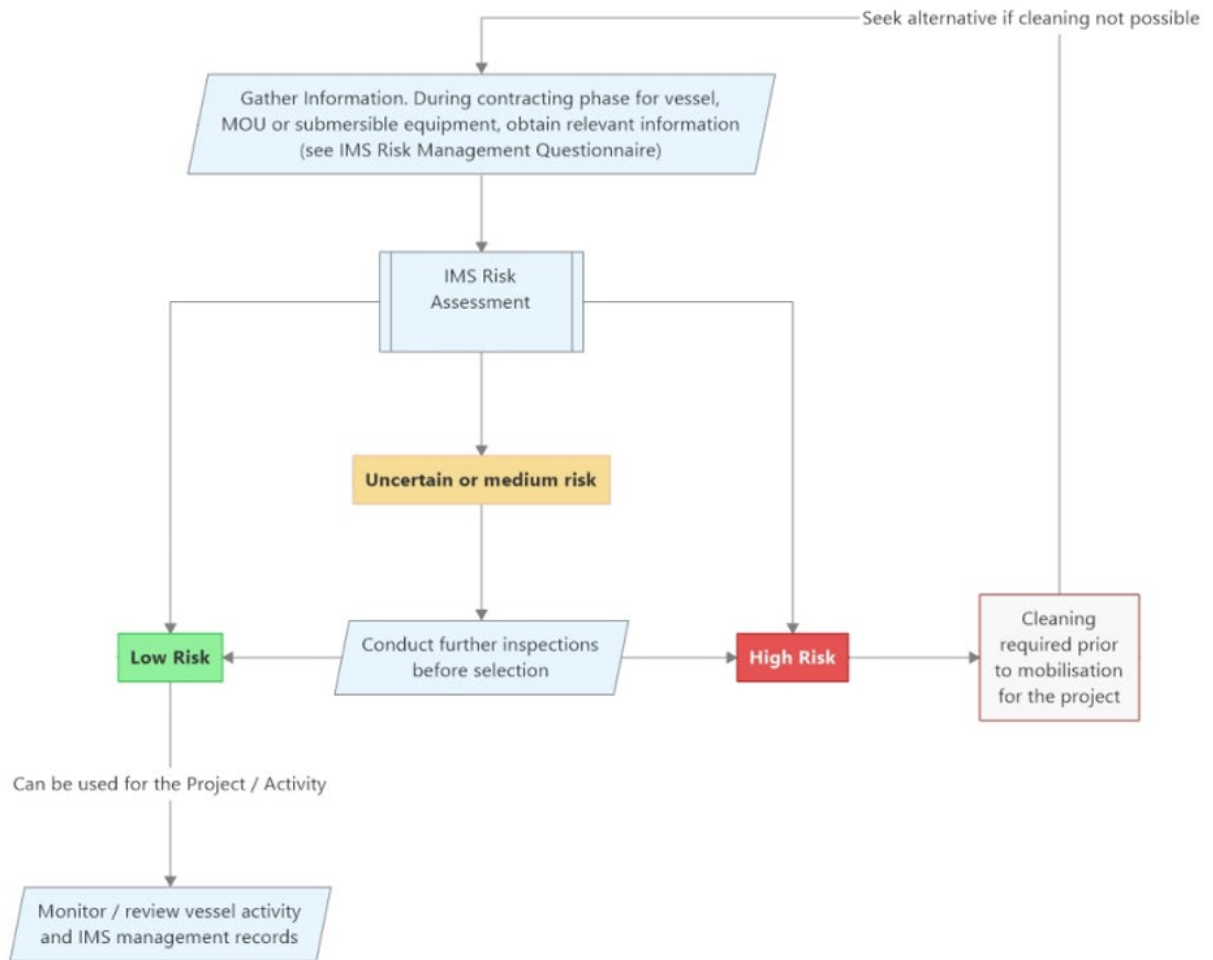 Seek alternative if cleaning not possible
Gather Information. During contracting phase for vessel,
MOU or submersible equipment, obtain relevant information
(see IMS Risk Management Questionnaire)
IMS Risk
Assessment
Uncertain or medium risk
Low Risk
Conduct further inspections
before selection
High Risk
Cleaning
required prior
to mobilisation
for the project
Can be used for the Project / Activity
Monitor / review vessel activity
and IMS management records